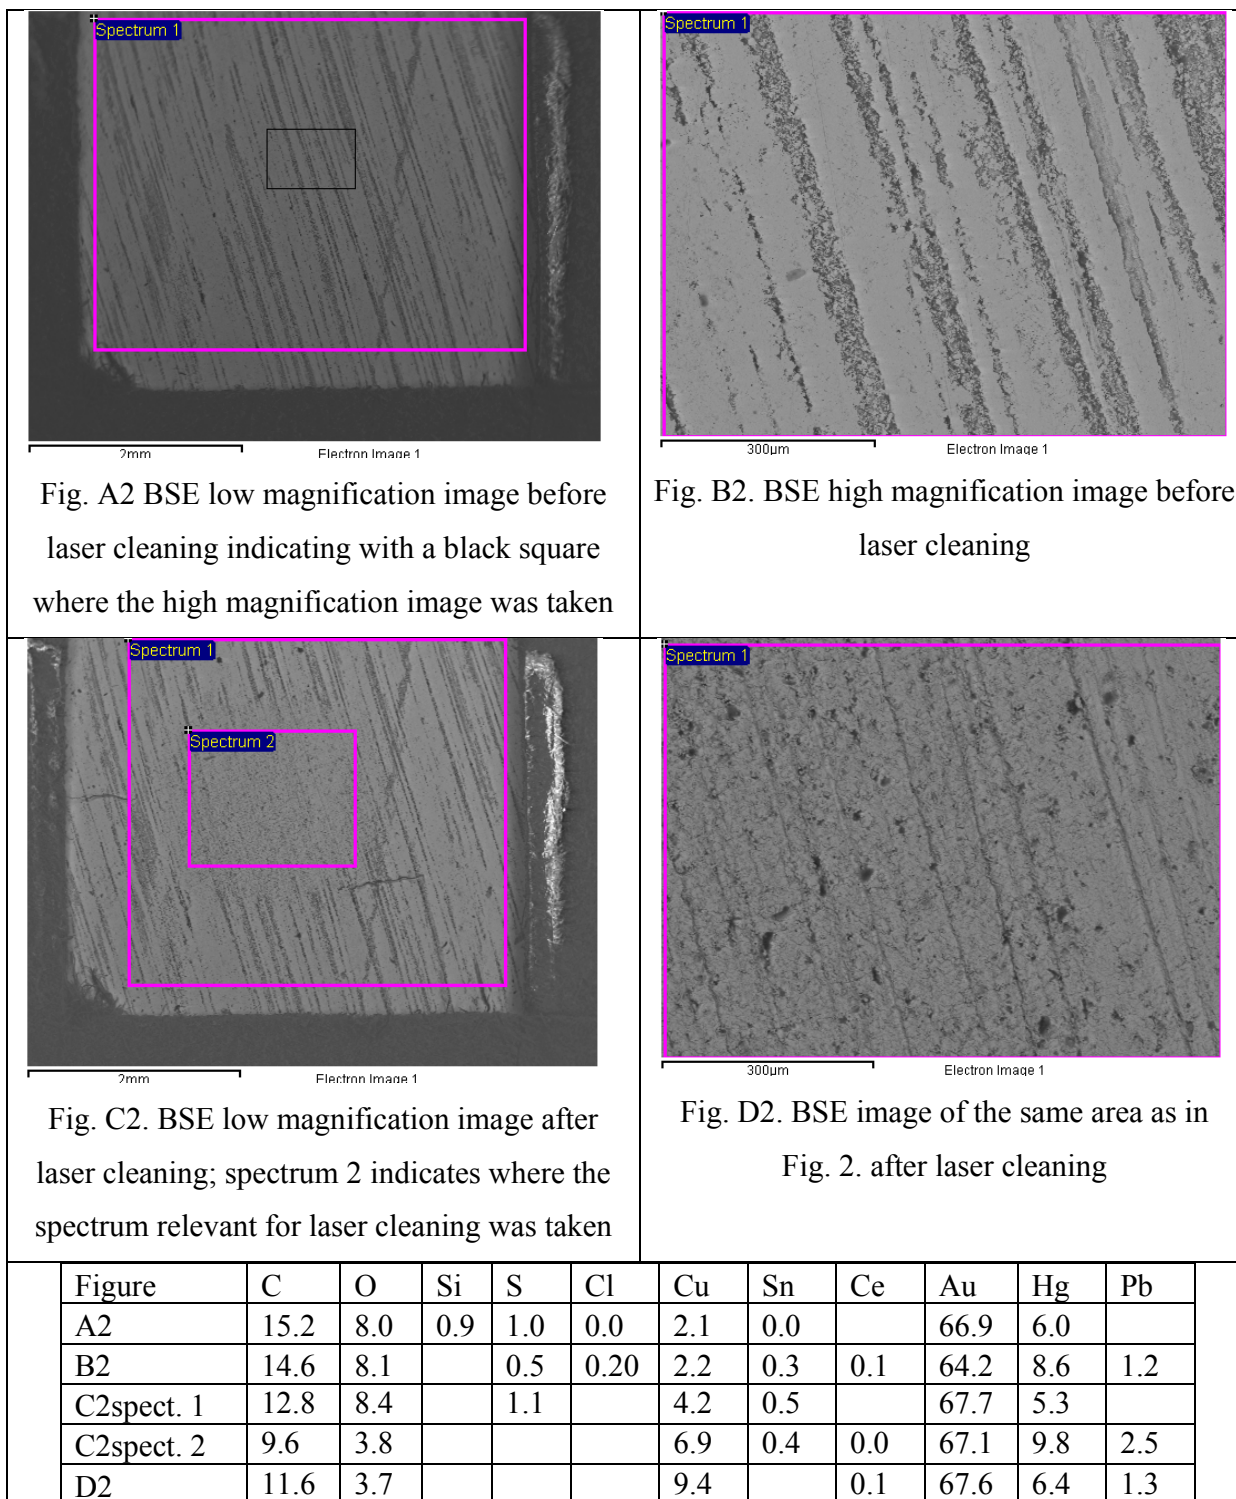 Spectrum 1
2mm Electron Image 1
Fig. A2 BSE low magnification image before
laser cleaning indicating with a black square
where the high magnification image was taken
Spectrum 1
300µm Electron Image 1
Fig. B2. BSE high magnification image before
laser cleaning
Spectrum 1
Spectrum 2
2mm Electron Image 1
Fig. C2. BSE low magnification image after
laser cleaning; spectrum 2 indicates where the
spectrum relevant for laser cleaning was taken
Spectrum 1
300µm Electron Image 1
Fig. D2. BSE image of the same area as in
Fig. 2. after laser cleaning
Figure C O Si S Cl Cu Sn Ce Au Hg Pb
A2 15.2 8.0 0.9 1.0 0.0 2.1 0.0 66.9 6.0
B2 14.6 8.1 0.5 0.20 2.2 0.3 0.1 64.2 8.6 1.2
C2spect. 1 12.8 8.4 1.1 4.2 0.5 67.7 5.3
C2spect. 2 9.6 3.8 6.9 0.4 0.0 67.1 9.8 2.5
D2 11.6 3.7 9.4 0.1 67.6 6.4 1.3